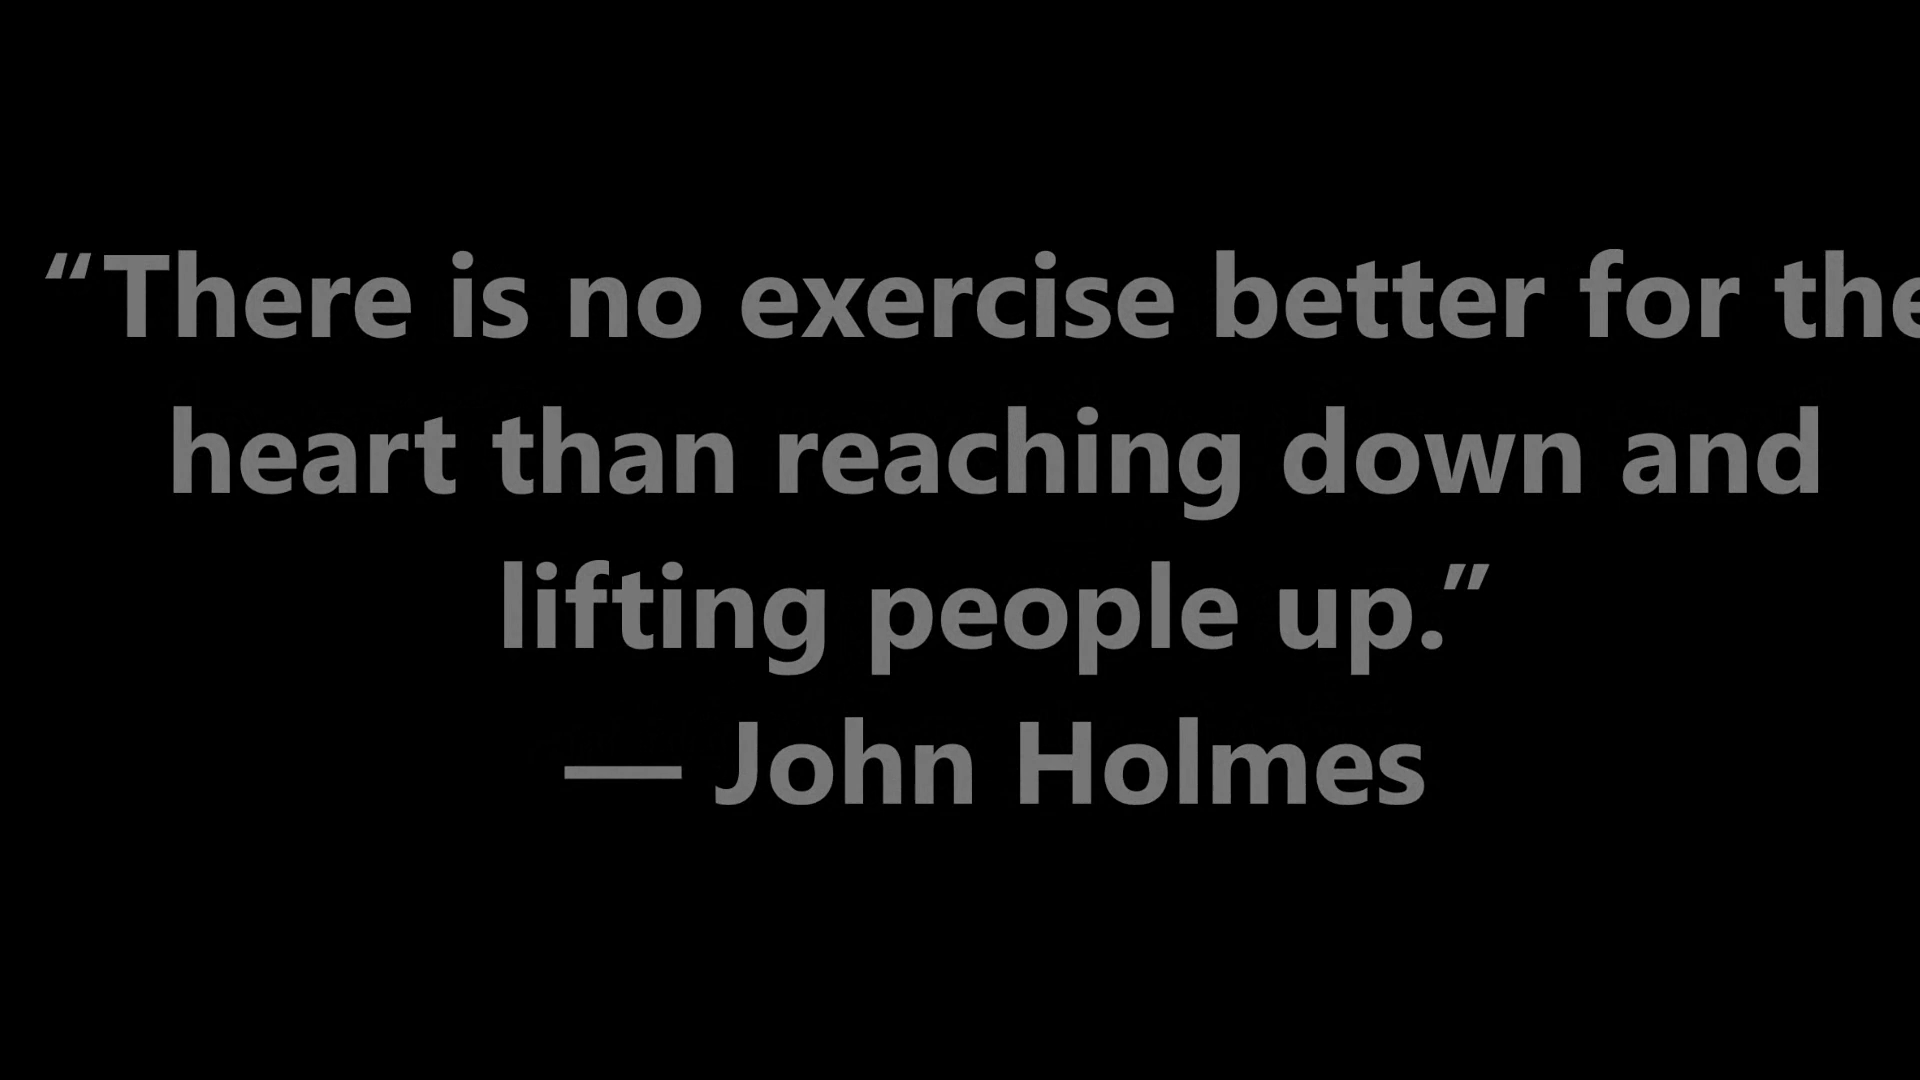 “There is no exercise better for the
heart than reaching down and
lifting people up.”
— John Holmes